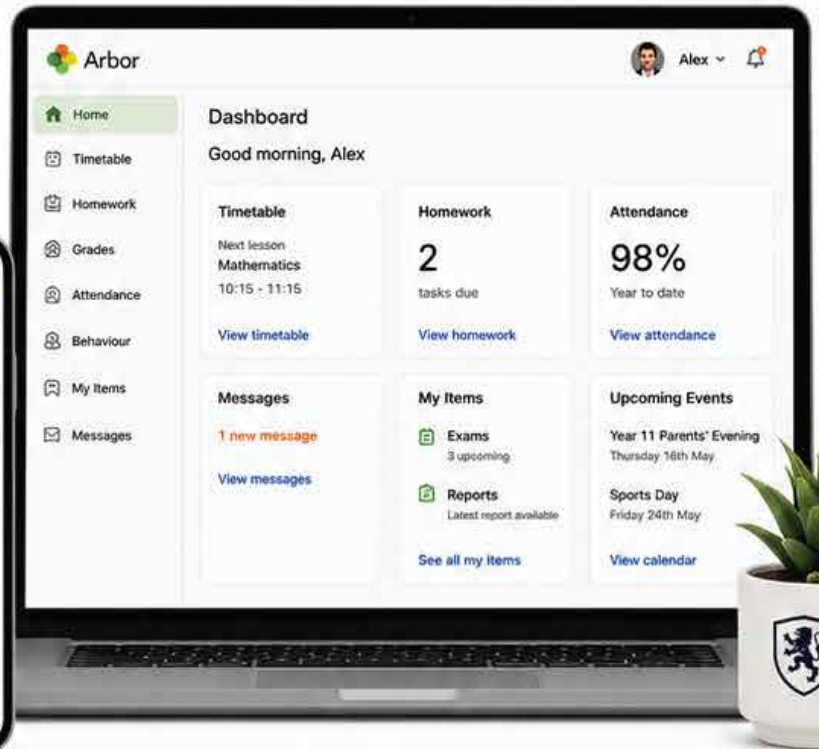 Arbor
Alex
Home
Timetable
Homework
Grades
Attendance
Behaviour
My Items
Messages
Dashboard
Good morning, Alex
Timetable
Next lesson
Mathematics
10:15 - 11:15
View timetable
Homework
2
tasks due
View homework
Attendance
98%
Year to date
View attendance
Messages
1 new message
View messages
My Items
Exams
3 upcoming
Reports
Latest report available
See all my items
Upcoming Events
Year 11 Parents' Evening
Thursday 16th May
Sports Day
Friday 24th May
View calendar